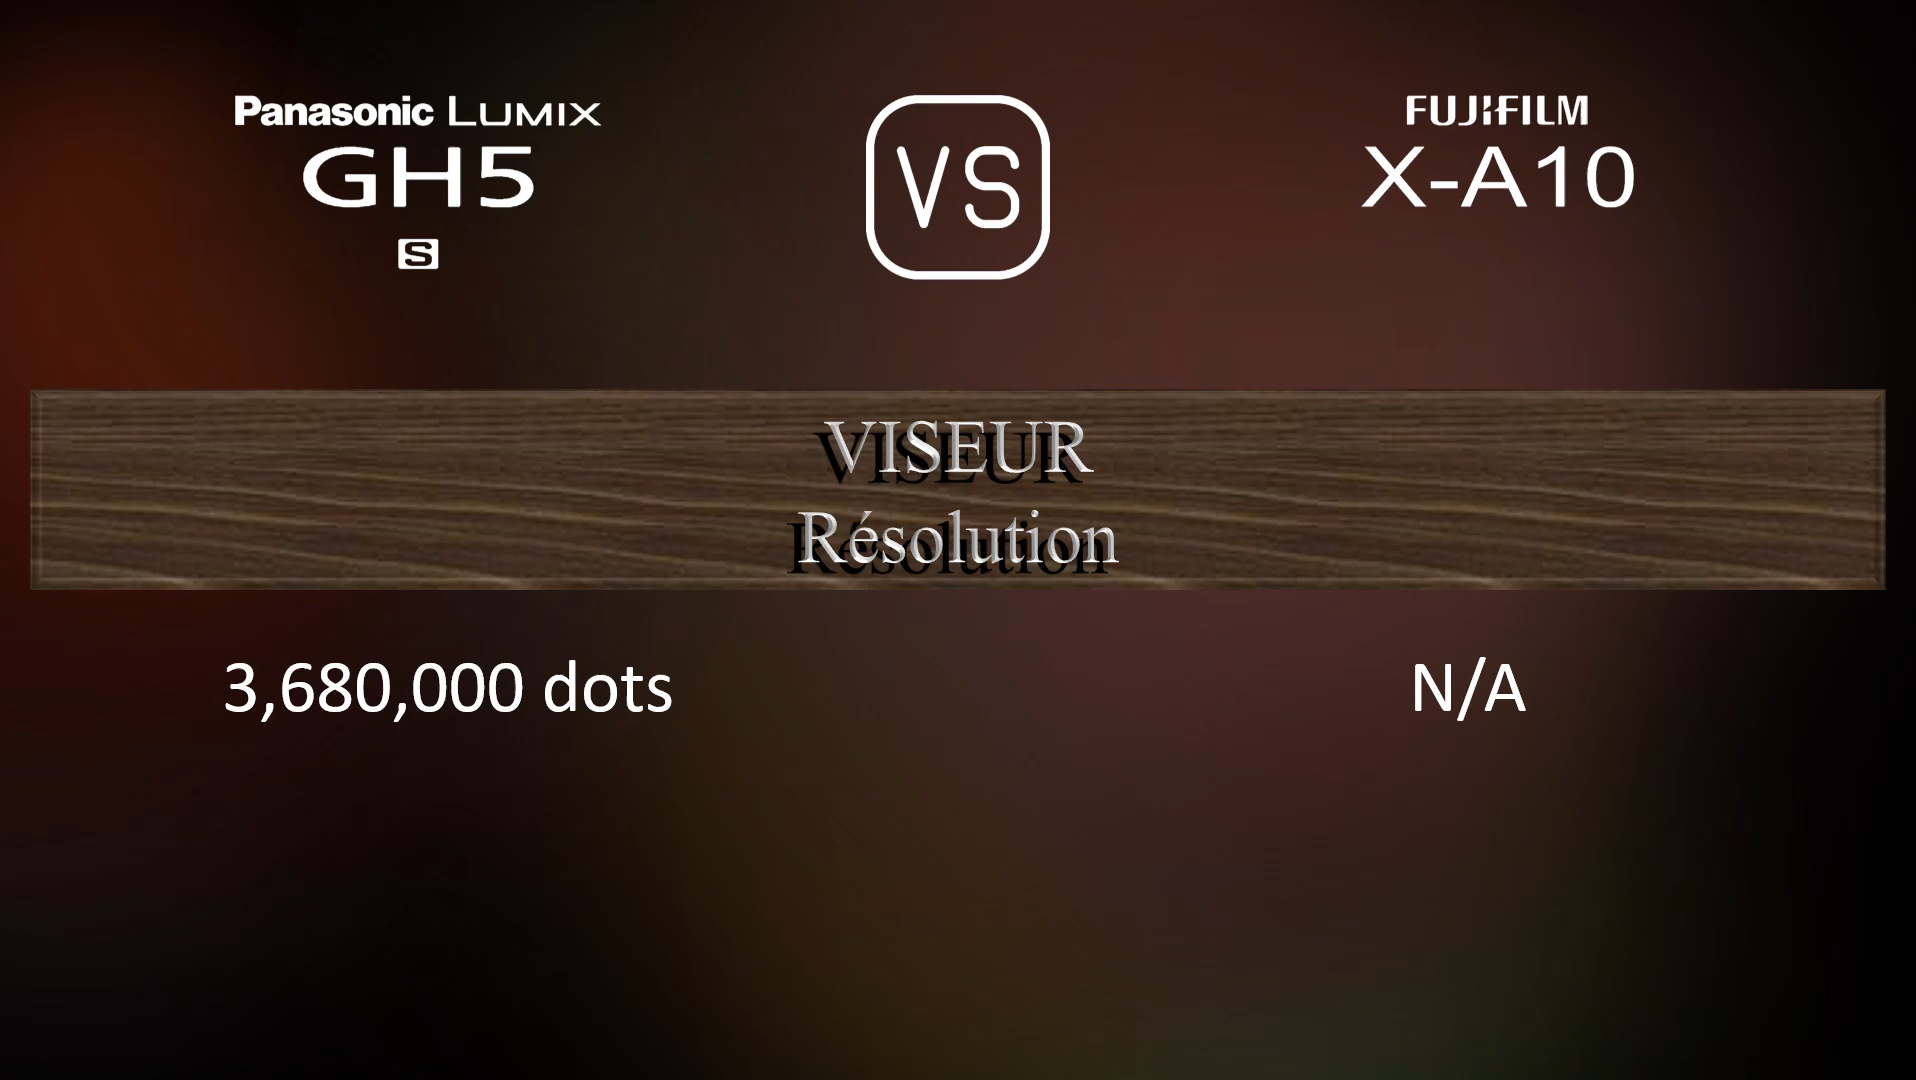 Panasonic LUMIX
GH5
S
VS
FUJIFILM
X-A10
VISEUR
Résolution
3,680,000 dots
N/A